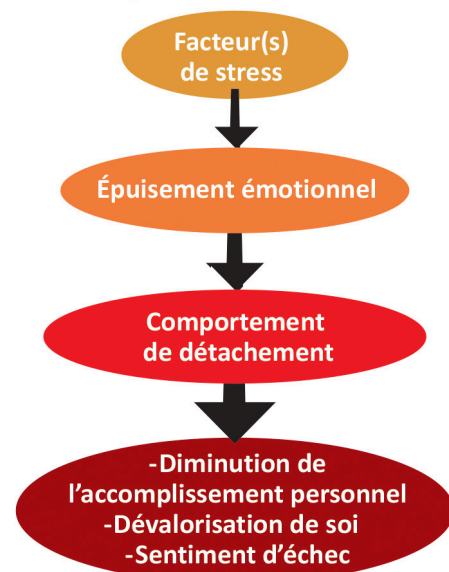 Facteur(s)
de stress
Épuisement émotionnel
Comportement
de détachement
-Diminution de
l'accomplissement personnel
-Dévalorisation de soi
-Sentiment d'échec